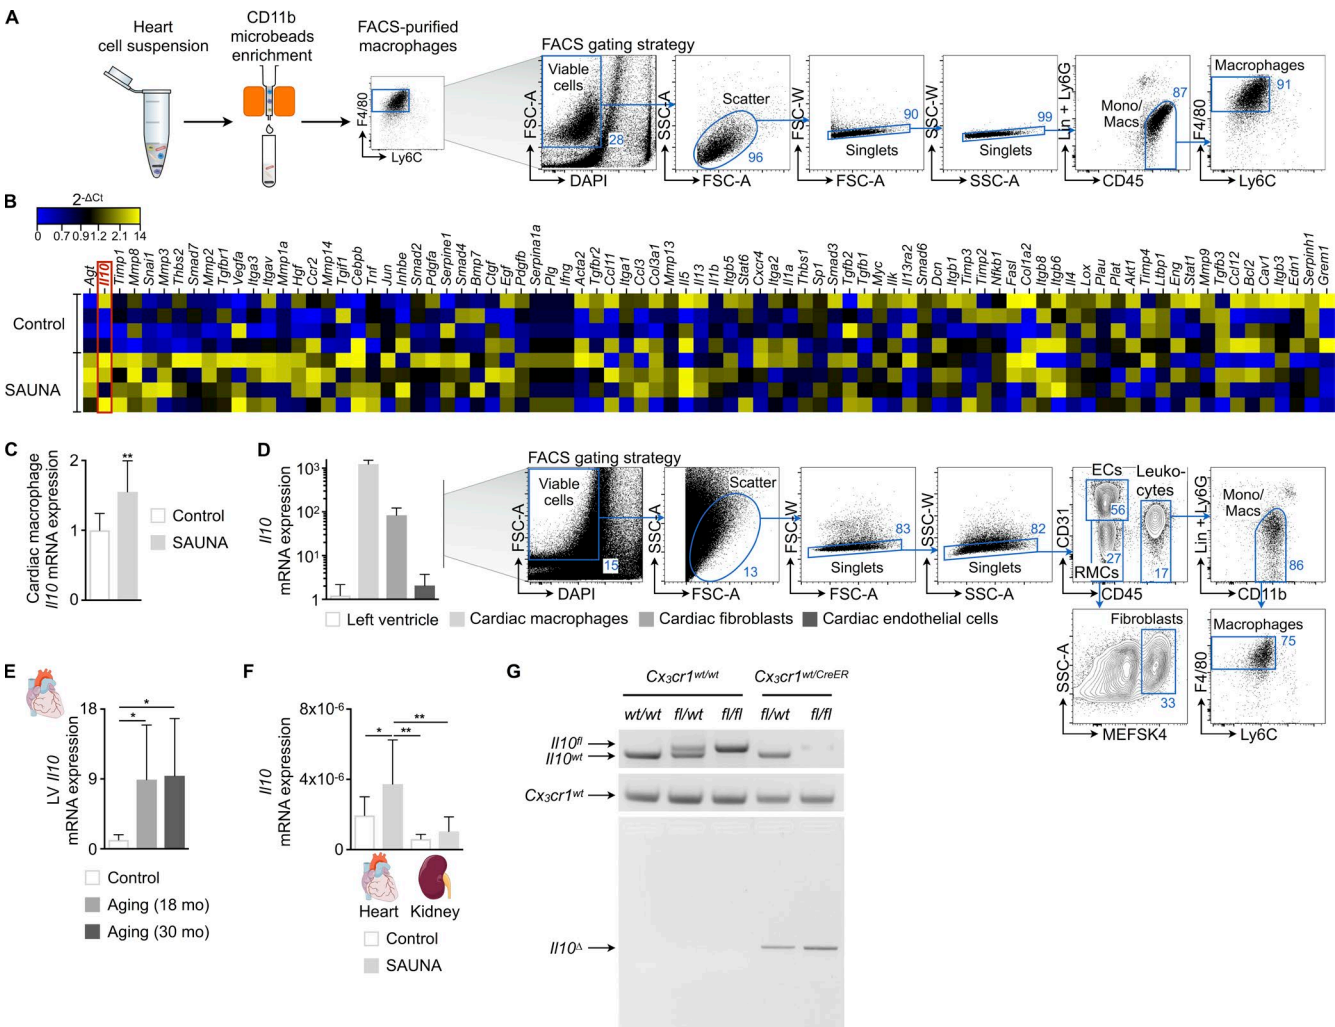 A
Heart
cell suspension
CD11b
microbeads
enrichment
FACS-purified
macrophages
F4/80
Ly6C
FACS gating strategy
Viable
cells
28
FSC-A
DAPI
Scatter
96
SSC-A
FSC-A
90
Singlets
FSC-W
FSC-A
99
Singlets
SSC-W
SSC-A
Mono/
Macs
87
Lin + Ly6G
CD45
Macrophages
91
F4/80
Ly6C
B
2-ΔCt
0 0.7 0.9 1.2 2.1 14
Agt
Il10
Timp1
Mmp8
Snai1
Mmp3
Thbs2
Smad7
Mmp2
Tgfbr1
Vegfa
Itga3
Itgav
Mmp1a
Hgf
Ccr2
Mmp14
Tgif1
Cebpb
Tnf
Jun
Inhbe
Smad2
Pdgfa
Serpine1
Smad4
Bmp7
Ctgf
Egf
Pdgfb
Serpina1a
Plg
Ifng
Acta2
Tgfbr2
Ccl11
Itga1
Ccl3
Col3a1
Mmp13
Il5
Il13
Il1b
Itgb5
Stat6
Cxcr4
Itga2
Il1a
Thbs1
Sp1
Smad3
Tgfb2
Tgfb1
Myc
Ilk
Il13ra2
Smad6
Dcn
Itgb1
Timp3
Timp2
Nfkb1
Fasl
Col1a2
Itgb8
Itgb6
Il4
Lox
Plau
Plat
Akt1
Timp4
Ltbp1
Eng
Stat1
Mmp9
Tgfb3
Ccl12
Bcl2
Cav1
Itgb3
Edn1
Serpinh1
Grem1
Control
SAUNA
C
Cardiac macrophage
Il10 mRNA expression
2
1
0
**
Control
SAUNA
D
Il10
mRNA expression
10³
10²
10¹
1
Left ventricle
Cardiac macrophages
Cardiac fibroblasts
Cardiac endothelial cells
FACS gating strategy
Viable
cells
15
FSC-A
DAPI
Scatter
13
SSC-A
FSC-A
83
Singlets
FSC-W
FSC-A
82
Singlets
SSC-W
SSC-A
ECs
56
Leuko-
cytes
27
RMCs
17
CD31
CD45
Mono/
Macs
86
Lin + Ly6G
CD11b
Fibroblasts
33
SSC-A
MEFSK4
Macrophages
75
F4/80
Ly6C
E
LV Il10
mRNA expression
18
9
0
*
*
Control
Aging (18 mo)
Aging (30 mo)
F
Il10
mRNA expression
8x10-6
4x10-6
0
*
**
**
Heart
Kidney
Control
SAUNA
G
Cx3cr1wt/wt
Cx3cr1wt/CreER
wt/wt
fl/wt
fl/fl
fl/wt
fl/fl
Il10fl
Il10wt
Cx3cr1wt
Il10Δ